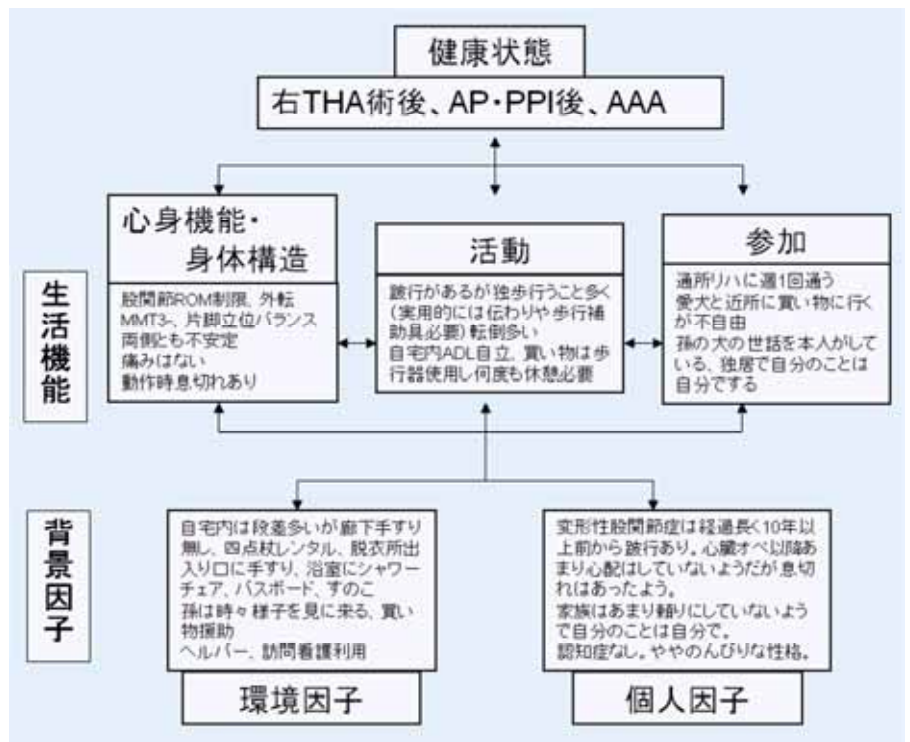 健康状態
右THA術後、AP・PPI後、AAA
生活機能
心身機能・
身体構造
股関節ROM制限、外転
MMT3-、片脚立位バランス
両側とも不安定
痛みはない
動作時息切れあり
活動
跛行があるが独歩行うこと多く
(実用的には伝わりや歩行補
助具必要)転倒多い
自宅内ADL自立、買い物は歩
行器使用し何度も休憩必要
参加
通所リハに週1回通う
愛犬と近所に買い物に行く
が不自由
孫の犬の世話を本人がし
ている、独居で自分のことは
自分でする
背景因子
自宅内は段差多いが廊下手すり
無し、四点杖レンタル、脱衣所出
入り口に手すり、浴室にシャワー
チェア、バスボード、すのこ
孫は時々様子を見に来る、買い
物援助
ヘルパー、訪問看護利用
環境因子
変形性股関節症は経過長く10年以
上前から跛行あり。心臓オペ以降あ
まり心配はしていないようだが息切
れはあったよう。
家族はあまり頼りにしていないよう
で自分のことは自分で。
認知症なし。ややのんびりな性格。
個人因子